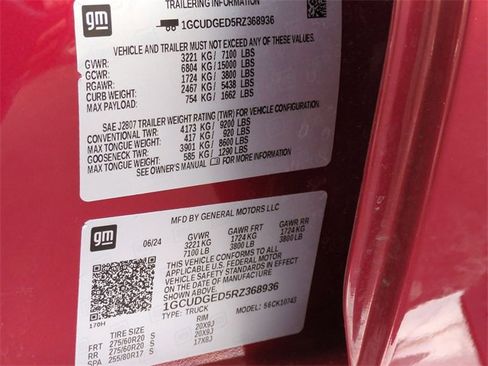 TRAILERING INFORMATION
gm
1GCUDGED5RZ368936
VEHICLE AND TRAILER MUST NOT EXCEED ANY OF THESE VALUES
GVWR: 3221 KG / 7100 LBS
GCWR: 6804 KG / 15000 LBS
RGAWR: 1724 KG / 3800 LBS
CURB WEIGHT: 2467 KG / 5438 LBS
MAX PAYLOAD: 754 KG / 1662 LBS
SAE J2807 TRAILER WEIGHT RATING (TWR) FOR VEHICLE CONFIGURATION.
CONVENTIONAL TWR: 4173 KG / 9200 LBS
MAX TONGUE WEIGHT: 417 KG / 920 LBS
GOOSENECK TWR: 3901 KG / 8600 LBS
MAX TONGUE WEIGHT: 585 KG / 1290 LBS
SEE OWNER'S MANUAL FOR MORE INFORMATION
MFD BY GENERAL MOTORS LLC
gm
06/24 GVWR GAWR FRT GAWR RR
3221 KG 1724 KG 1724 KG
7100 LB 3800 LB 3800 LB
THIS VEHICLE CONFORMS TO ALL
APPLICABLE U.S. FEDERAL MOTOR
VEHICLE SAFETY STANDARDS IN
EFFECT ON THE DATE OF
MANUFACTURE SHOWN ABOVE.
1GCUDGED5RZ368936
170H TYPE: TRUCK MODEL: 56CK10743
TIRE SIZE RIM
FRT 275/60R20 S 20X9J
RR 275/60R20 S 20X9J
SPA 255/80R17 S 17X8J